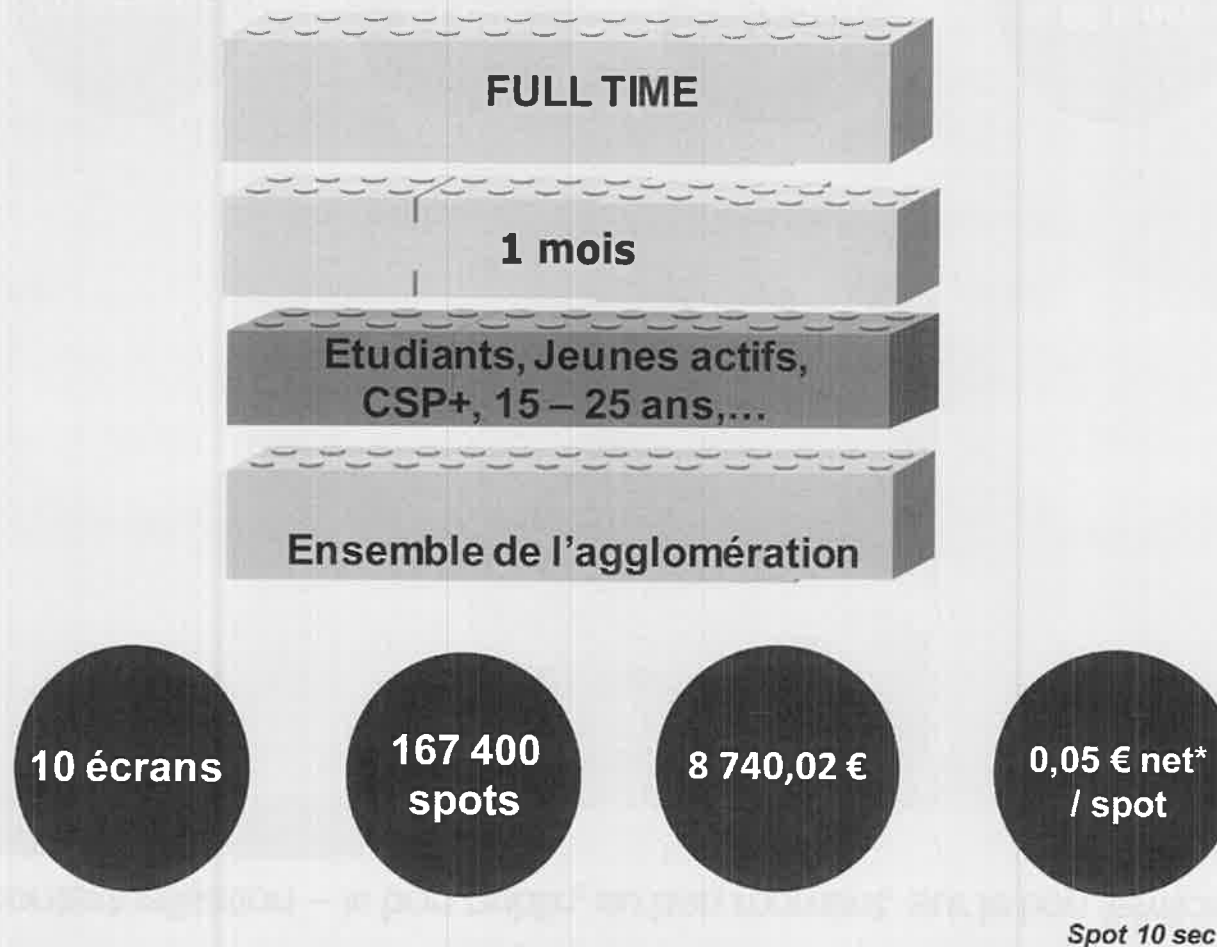 FULL TIME
1 mois
Etudiants, Jeunes actifs,
CSP+, 15 – 25 ans,…
Ensemble de l’agglomération
10 écrans
167 400
spots
8 740,02 €
0,05 € net*
/ spot
Spot 10 sec